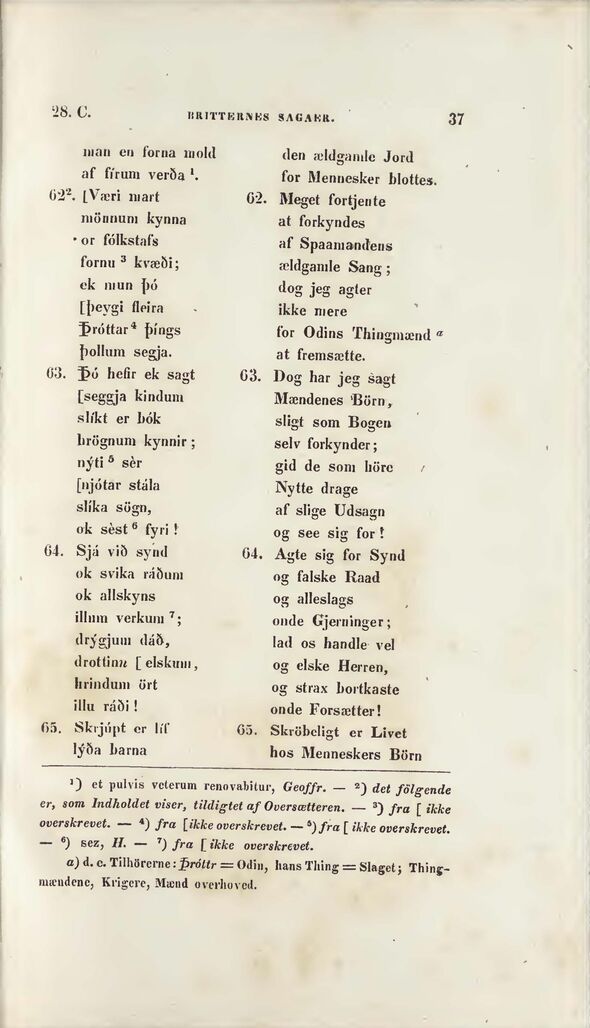 28. C.
BRITTERNES SAGAER.
37
man en forna mold
af fírum verða ¹.
62². [Væri mart
mönnum kynna
or fólkstafs
fornu ³ kvæði;
ek mun þó
[þeygi fleira
Þróttar ⁴ þíngs
þollum segja.
63. Þó hefir ek sagt
[seggja kindum
slíkt er bók
brögnum kynnir;
nýti ⁵ sèr
[njótar stála
slíka sögn,
ok sèst ⁶ fyri!
64. Sjá við synd
ok svika ráðum
ok allskyns
illum verkum ⁷;
drýgjum dáð,
drottinn [elskum,
hrindum ört
illu ráði!
65. Skrjúpt er líf
lýða barna
den ældgamle Jord
for Mennesker blottes.
62. Meget fortjente
at forkyndes
af Spaamandens
ældgamle Sang;
dog jeg agter
ikke mere
for Odins Thingmænd a
at fremsætte.
63. Dog har jeg sagt
Mændenes Börn,
sligt som Bogen
selv forkynder;
gid de som höre
Nytte drage
af slige Udsagn
og see sig for!
64. Agte sig for Synd
og falske Raad
og alleslags
onde Gjerninger;
lad os handle vel
og elske Herren,
og strax bortkaste
onde Forsætter!
65. Skröbeligt er Livet
hos Menneskers Börn
¹) et pulvis veterum renovabitur, Geoffr. — ²) det fölgende
er, som Indholdet viser, tildigtet af Oversætteren. — ³) fra [ ikke
overskrevet. — ⁴) fra [ikke overskrevet. — ⁵) fra [ ikke overskrevet.
— ⁶) sez, H. — ⁷) fra [ ikke overskrevet.
a) d. e. Tilhörerne: Þróttr = Odin, hans Thing = Slaget; Thing-
mændene, Krigere, Mænd overhoved.